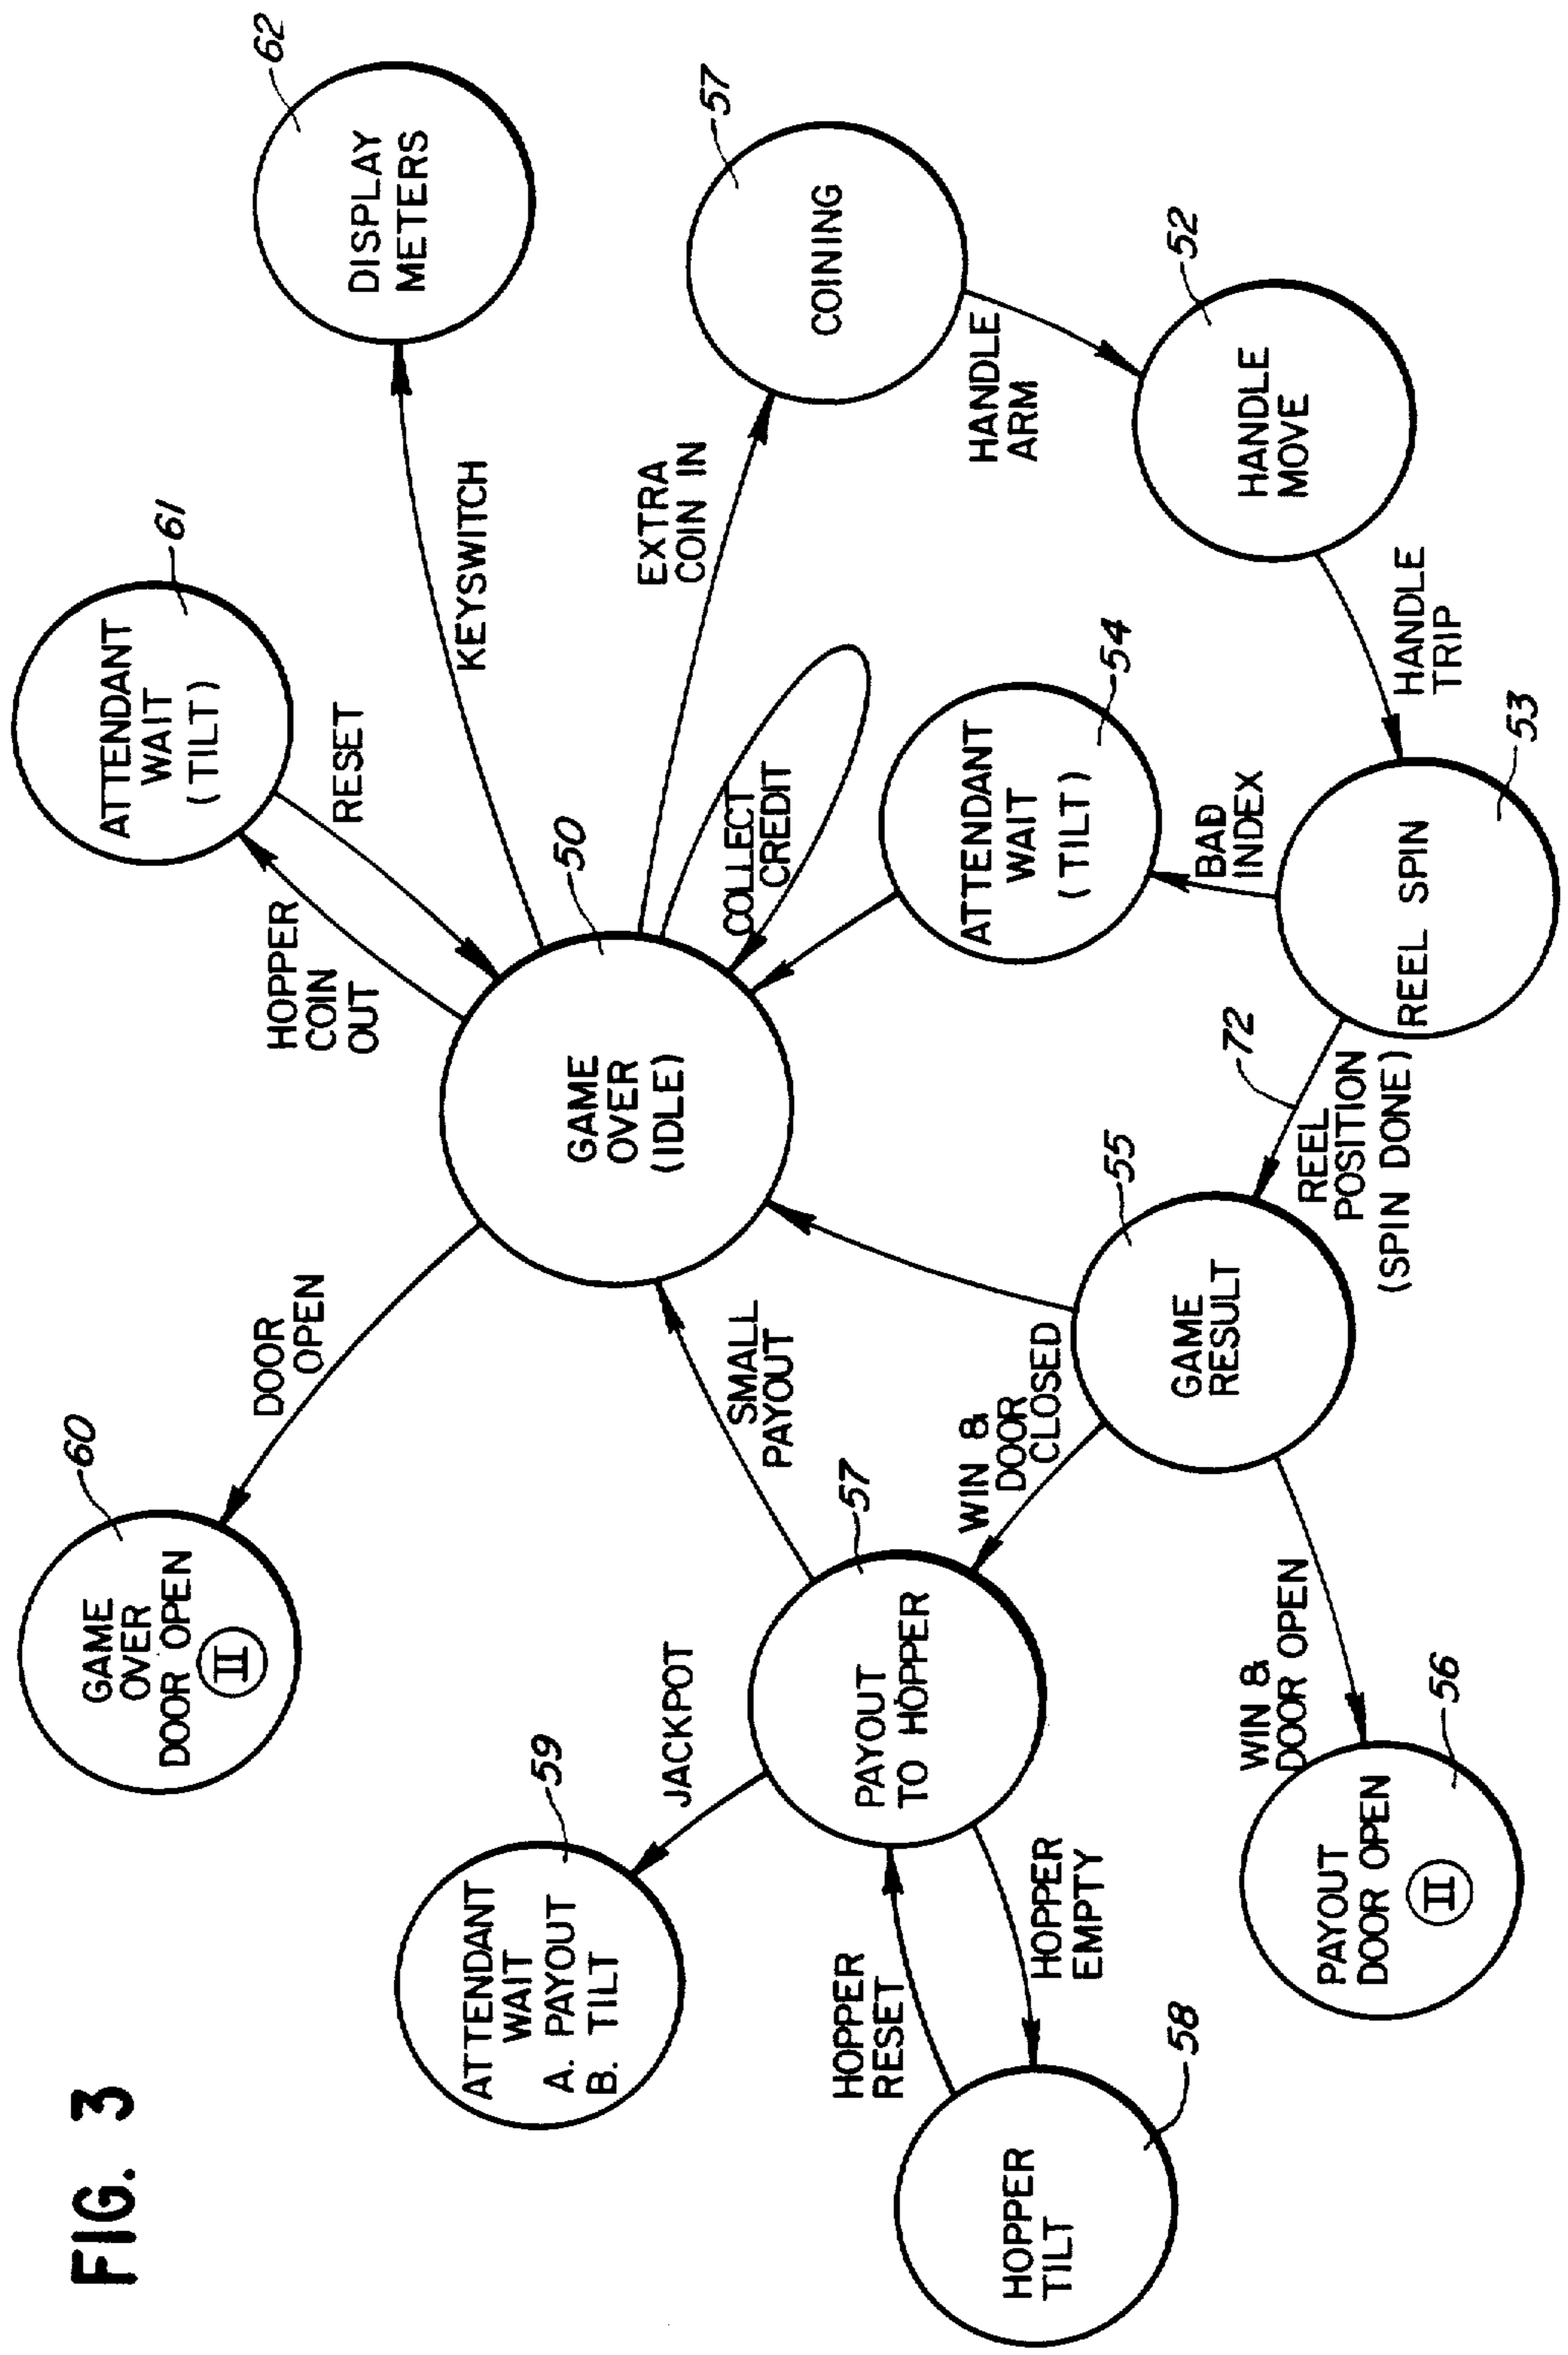 FIG. 3
60
GAME
OVER
DOOR OPEN
II
DOOR
OPEN
61
ATTENDANT
WAIT
(TILT)
HOPPER
COIN
OUT
RESET
62
DISPLAY
METERS
KEYSWITCH
59
ATTENDANT
WAIT
A. PAYOUT
B. TILT
JACKPOT
50
GAME
OVER
(IDLE)
EXTRA
COIN IN
57
COINING
COLLECT
CREDIT
SMALL
PAYOUT
57
PAYOUT
TO HOPPER
HOPPER
RESET
HOPPER
EMPTY
58
HOPPER
TILT
WIN &
DOOR
CLOSED
54
ATTENDANT
WAIT
(TILT)
HANDLE
ARM
52
HANDLE
MOVE
55
GAME
RESULT
72
BAD
INDEX
REEL
POSITION
(SPIN DONE)
HANDLE
TRIP
53
REEL SPIN
WIN &
DOOR OPEN
56
PAYOUT
DOOR OPEN
II